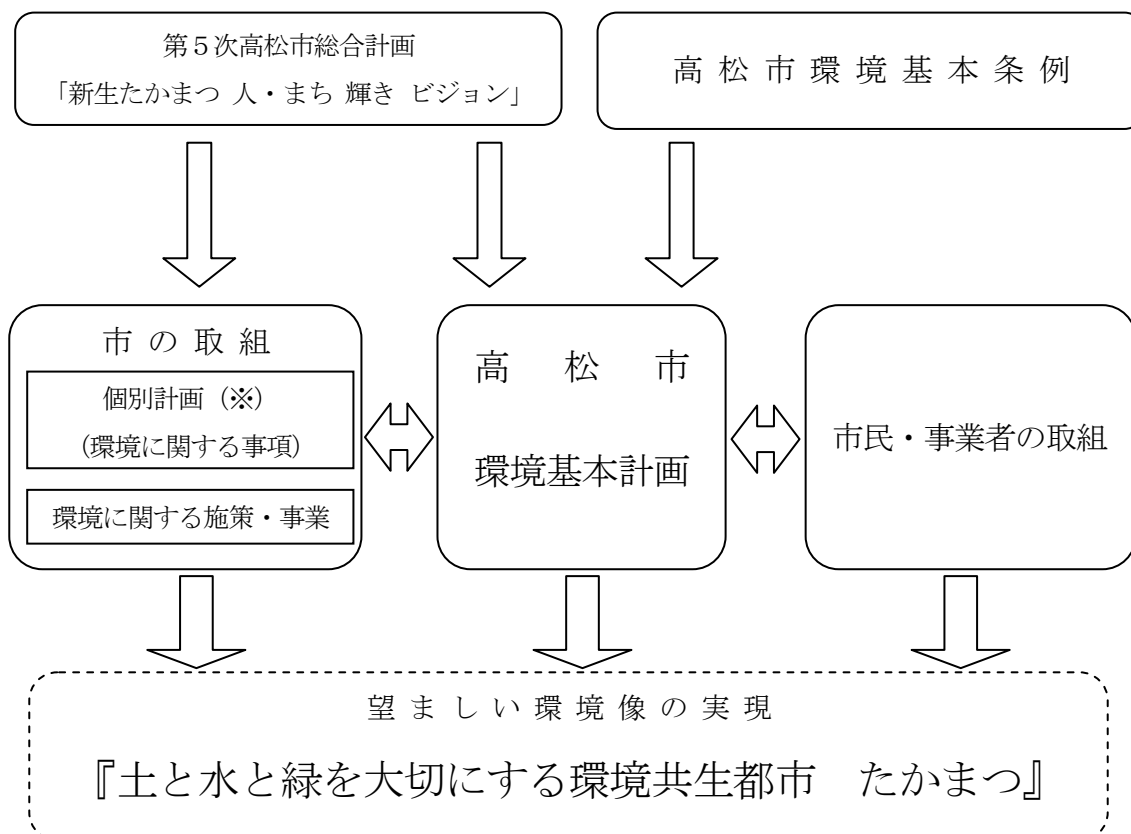 第５次高松市総合計画
「新生たかまつ 人・まち 輝き ビジョン」
高松市環境基本条例
市の取組
個別計画（※）
(環境に関する事項)
環境に関する施策・事業
高松市
環境基本計画
市民・事業者の取組
望ましい環境像の実現
『土と水と緑を大切にする環境共生都市　たかまつ』